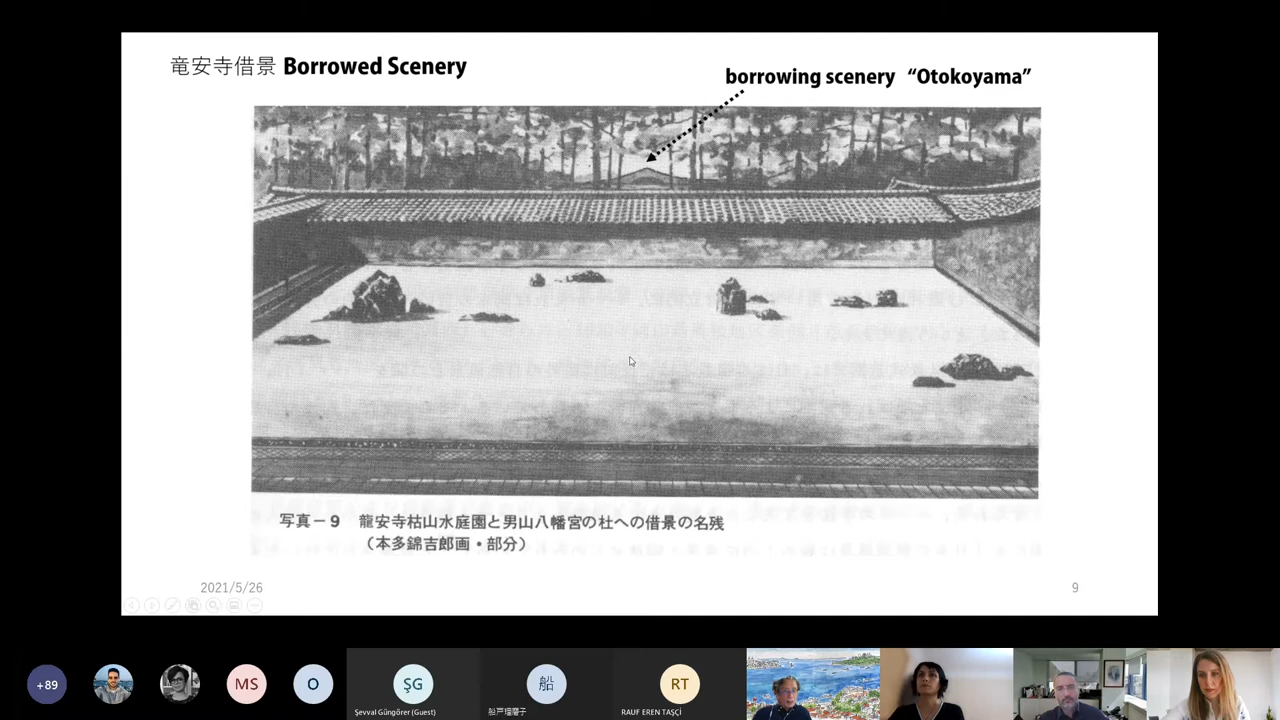 竜安寺借景 Borrowed Scenery
borrowing scenery “Otokoyama”
写真－9 龍安寺枯山水庭園と男山八幡宮の杜への借景の名残
（本多錦吉郎画・部分）
2021/5/26
9
+89
MS
O
ŞG
船
RT
Şevval Güngörer (Guest)
RAUF EREN TAŞÇİ